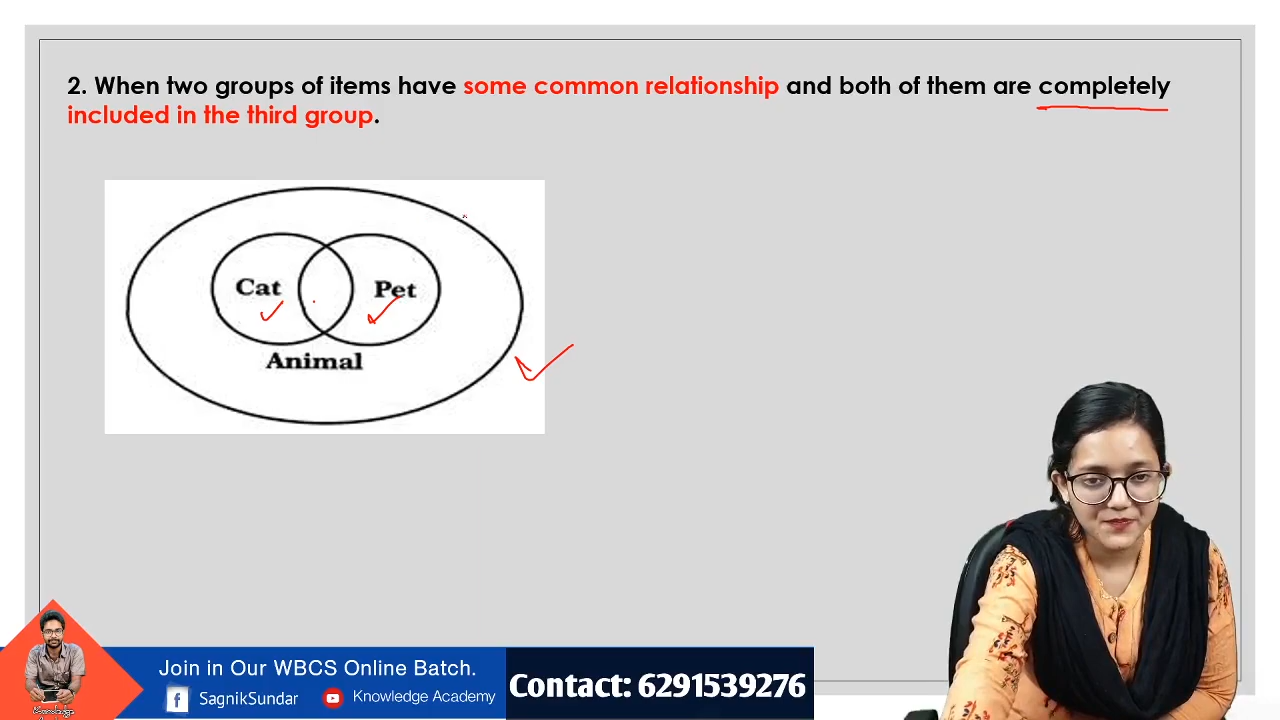 2. When two groups of items have some common relationship and both of them are completely
included in the third group.
Cat
Pet
Animal
Join in Our WBCS Online Batch.
SagnikSundar
Knowledge Academy
Contact: 6291539276